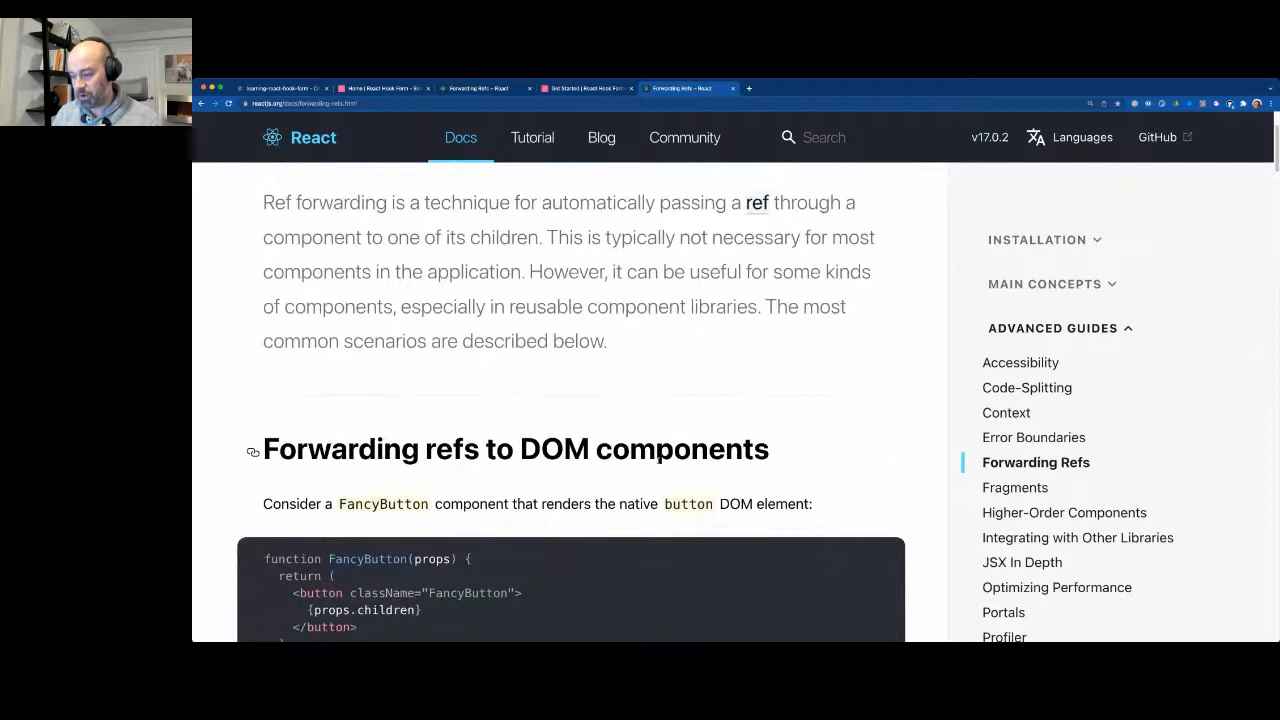 learning-react-hook-form - C
Home | React Hook Form - Sim
Forwarding Refs – React
Get Started | React Hook Form
Forwarding Refs – React
reactjs.org/docs/forwarding-refs.html
React
Docs
Tutorial
Blog
Community
Search
v17.0.2
Languages
GitHub
Ref forwarding is a technique for automatically passing a ref through a
component to one of its children. This is typically not necessary for most
components in the application. However, it can be useful for some kinds
of components, especially in reusable component libraries. The most
common scenarios are described below.
Forwarding refs to DOM components
Consider a FancyButton component that renders the native button DOM element:
function FancyButton(props) {
return (
<button className="FancyButton">
{props.children}
</button>
INSTALLATION
MAIN CONCEPTS
ADVANCED GUIDES
Accessibility
Code-Splitting
Context
Error Boundaries
Forwarding Refs
Fragments
Higher-Order Components
Integrating with Other Libraries
JSX In Depth
Optimizing Performance
Portals
Profiler